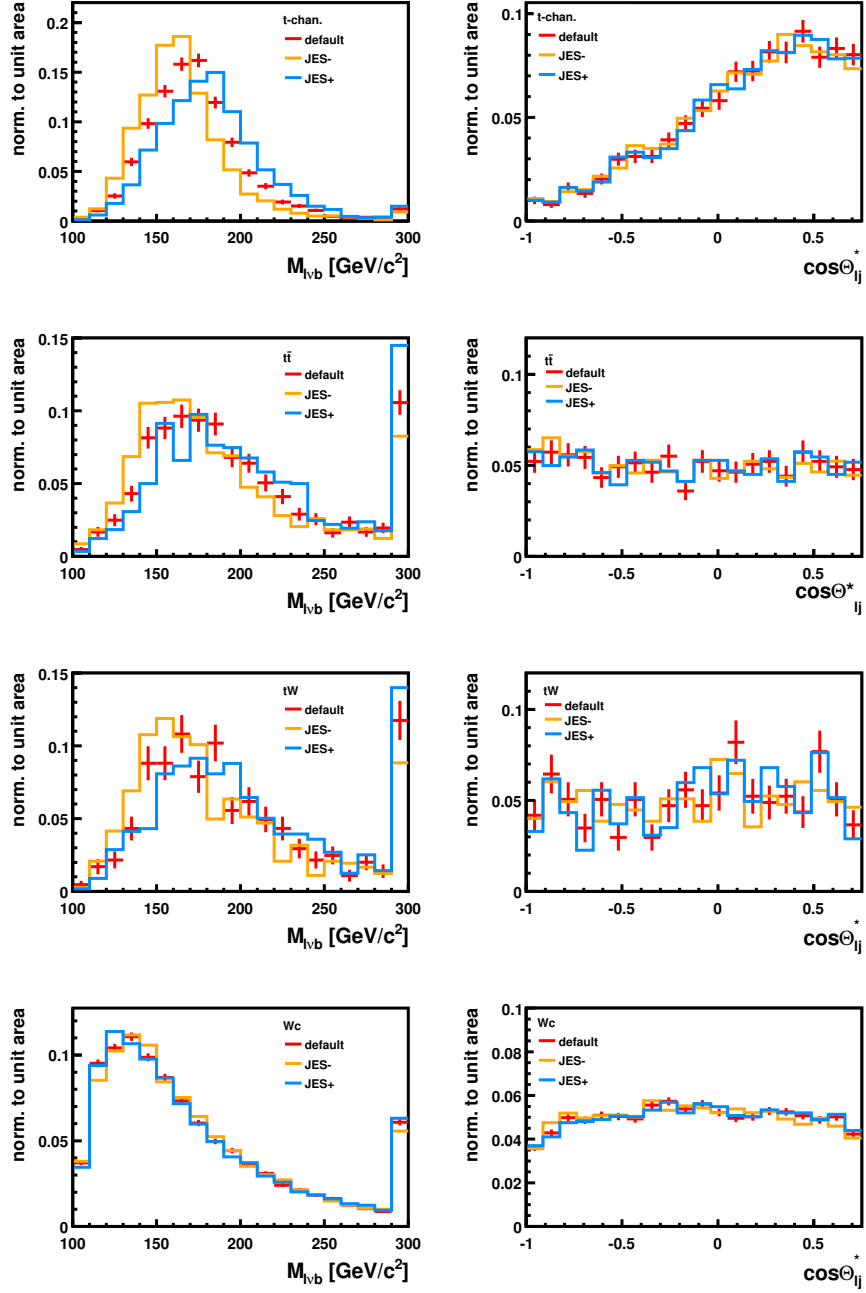 norm. to unit area
0.2
0.15
0.1
0.05
0
t-chan.
default
JES-
JES+
100 150 200 250 300
M_lνb [GeV/c²]
norm. to unit area
0.1
0.05
0
t-chan.
default
JES-
JES+
-1 -0.5 0 0.5
cosΘ*_lj
norm. to unit area
0.15
0.1
0.05
0
tt̄
default
JES-
JES+
100 150 200 250 300
M_lνb [GeV/c²]
norm. to unit area
0.1
0.05
0
tt̄
default
JES-
JES+
-1 -0.5 0 0.5
cosΘ*_lj
norm. to unit area
0.15
0.1
0.05
0
tW
default
JES-
JES+
100 150 200 250 300
M_lνb [GeV/c²]
norm. to unit area
0.1
0.05
0
tW
default
JES-
JES+
-1 -0.5 0 0.5
cosΘ*_lj
norm. to unit area
0.1
0.05
0
Wc
default
JES-
JES+
100 150 200 250 300
M_lνb [GeV/c²]
norm. to unit area
0.1
0.08
0.06
0.04
0.02
0
Wc
default
JES-
JES+
-1 -0.5 0 0.5
cosΘ*_lj